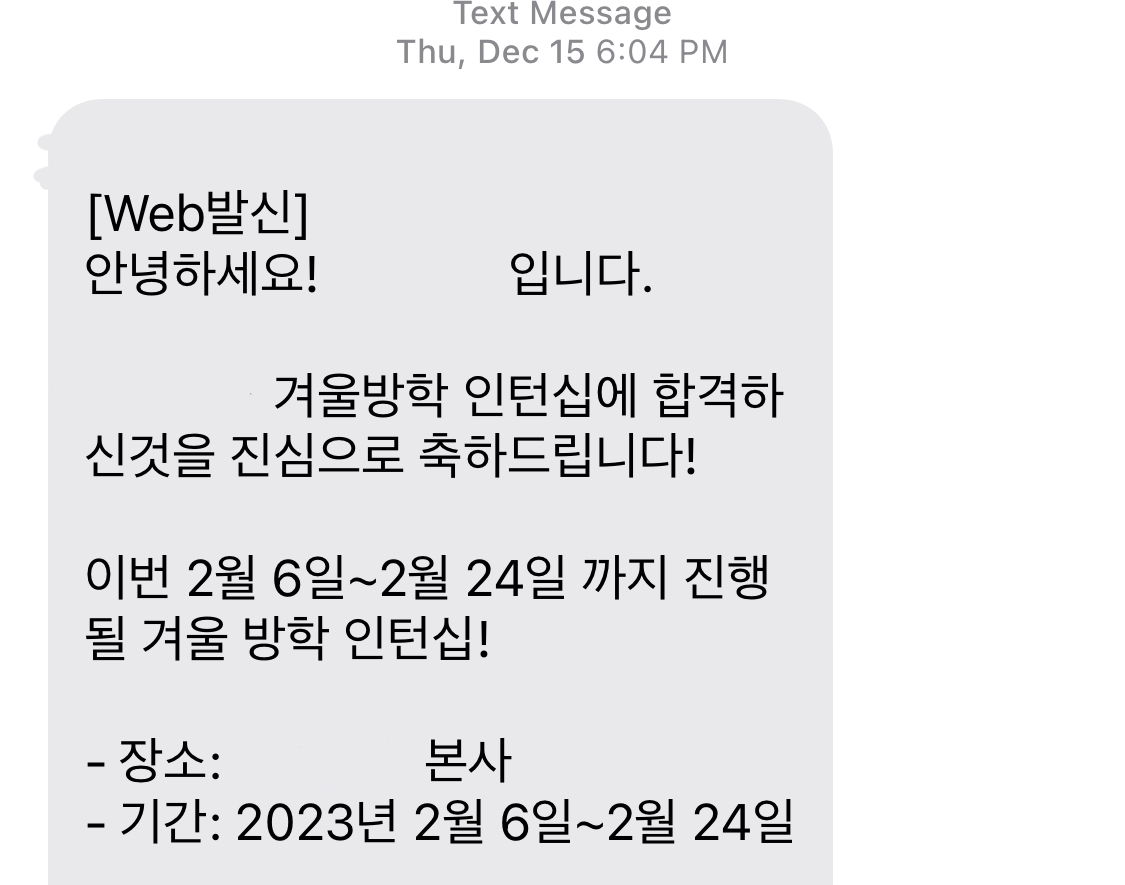 Text Message
Thu, Dec 15 6:04 PM
[Web발신]
안녕하세요! 입니다.
겨울방학 인턴십에 합격하
신것을 진심으로 축하드립니다!
이번 2월 6일~2월 24일 까지 진행
될 겨울 방학 인턴십!
- 장소: 본사
- 기간: 2023년 2월 6일~2월 24일